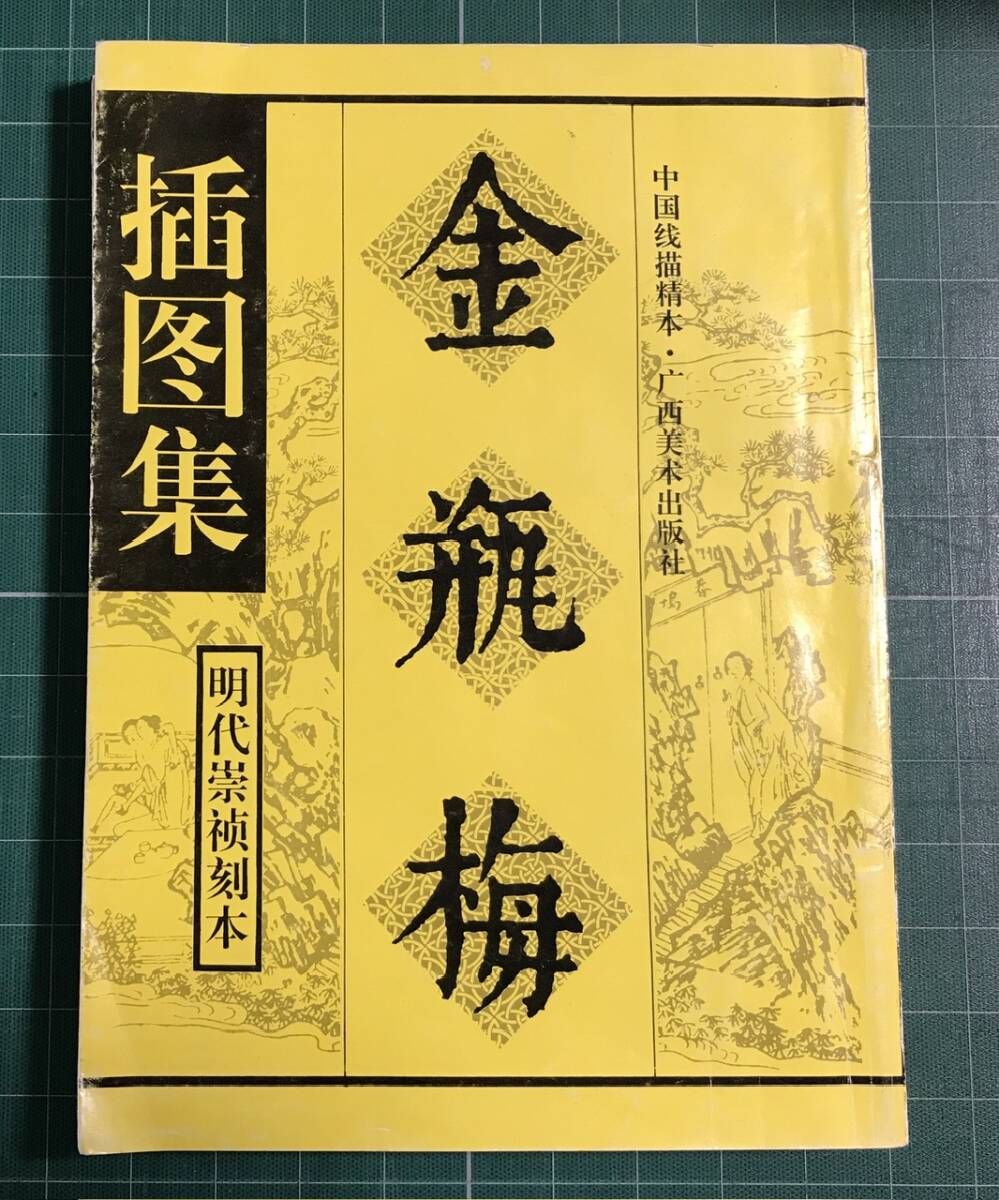 中国线描精本·广西美术出版社
金瓶梅
插图集
明代崇祯刻本